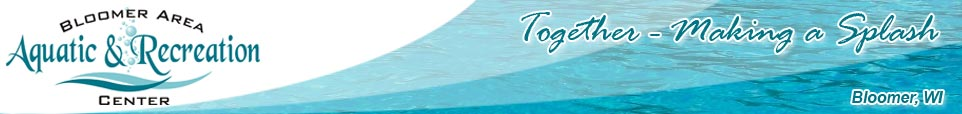 BLOOMER AREA
Aquatic & Recreation
CENTER
Together - Making a Splash
Bloomer, WI